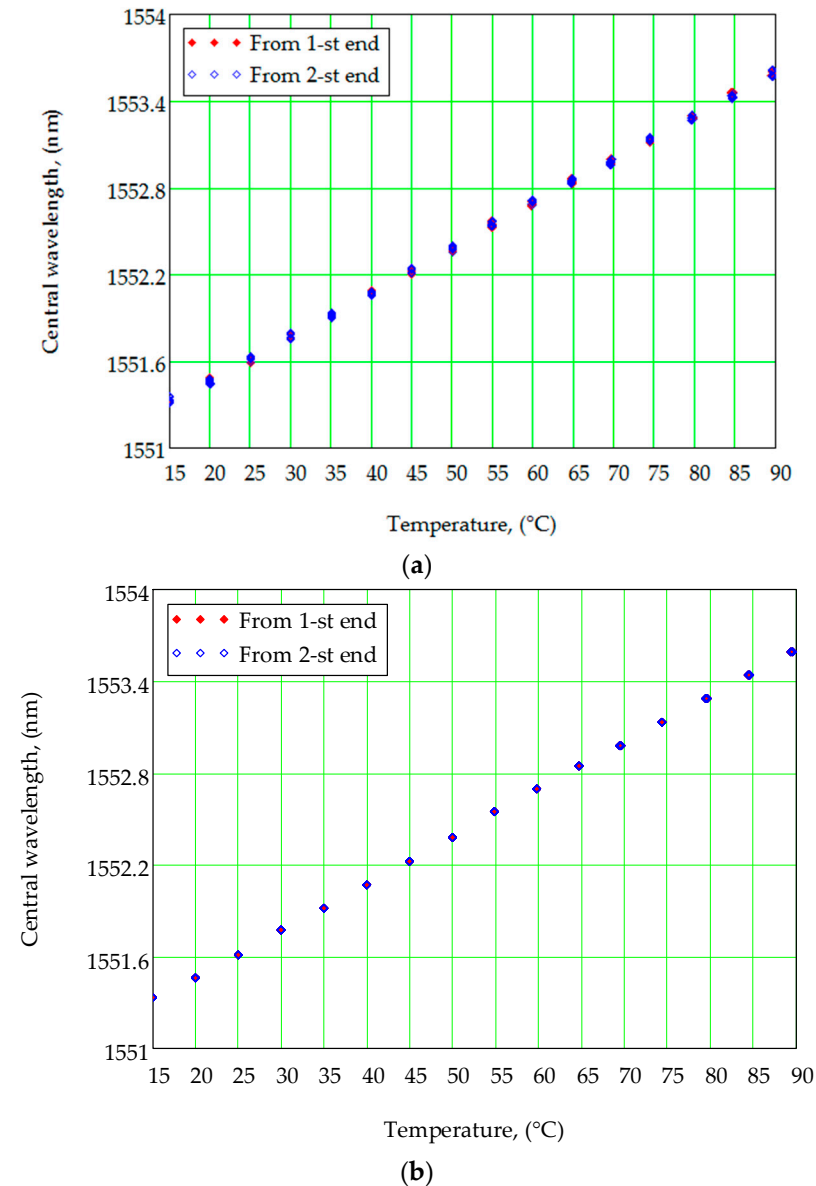 1554
From 1-st end
From 2-st end
1553.4
1552.8
1552.2
1551.6
1551
Central wavelength, (nm)
15 20 25 30 35 40 45 50 55 60 65 70 75 80 85 90
Temperature, (°C)
(a)
1554
From 1-st end
From 2-st end
1553.4
1552.8
1552.2
1551.6
1551
Central wavelength, (nm)
15 20 25 30 35 40 45 50 55 60 65 70 75 80 85 90
Temperature, (°C)
(b)